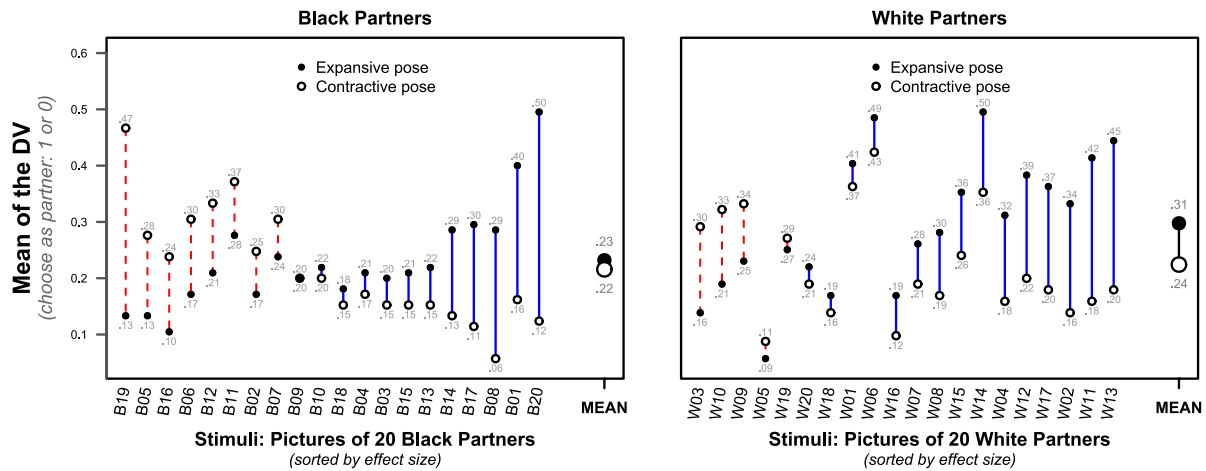 Black Partners
Mean of the DV
(choose as partner: 1 or 0)
0.6
0.5
0.4
0.3
0.2
0.1
Expansive pose
Contractive pose
.47 .28 .24 .30 .33 .37 .25 .30 .20 .22 .18 .21 .20 .21 .22 .29 .30 .29 .40 .50
.13 .13 .10 .17 .21 .28 .17 .24 .20 .20 .15 .17 .15 .15 .15 .13 .11 .06 .16 .12
.23
.22
B19 B05 B16 B06 B12 B11 B02 B07 B09 B10 B18 B04 B03 B15 B13 B14 B17 B08 B01 B20
MEAN
Stimuli: Pictures of 20 Black Partners
(sorted by effect size)
White Partners
Expansive pose
Contractive pose
.30 .33 .34 .11 .29 .24 .19 .41 .49 .19 .28 .30 .36 .50 .32 .39 .37 .34 .42 .45
.16 .21 .25 .09 .27 .21 .16 .37 .43 .12 .21 .19 .26 .36 .18 .22 .20 .16 .18 .20
.31
.24
W03 W10 W09 W05 W19 W20 W18 W01 W06 W16 W07 W08 W15 W14 W04 W12 W17 W02 W11 W13
MEAN
Stimuli: Pictures of 20 White Partners
(sorted by effect size)